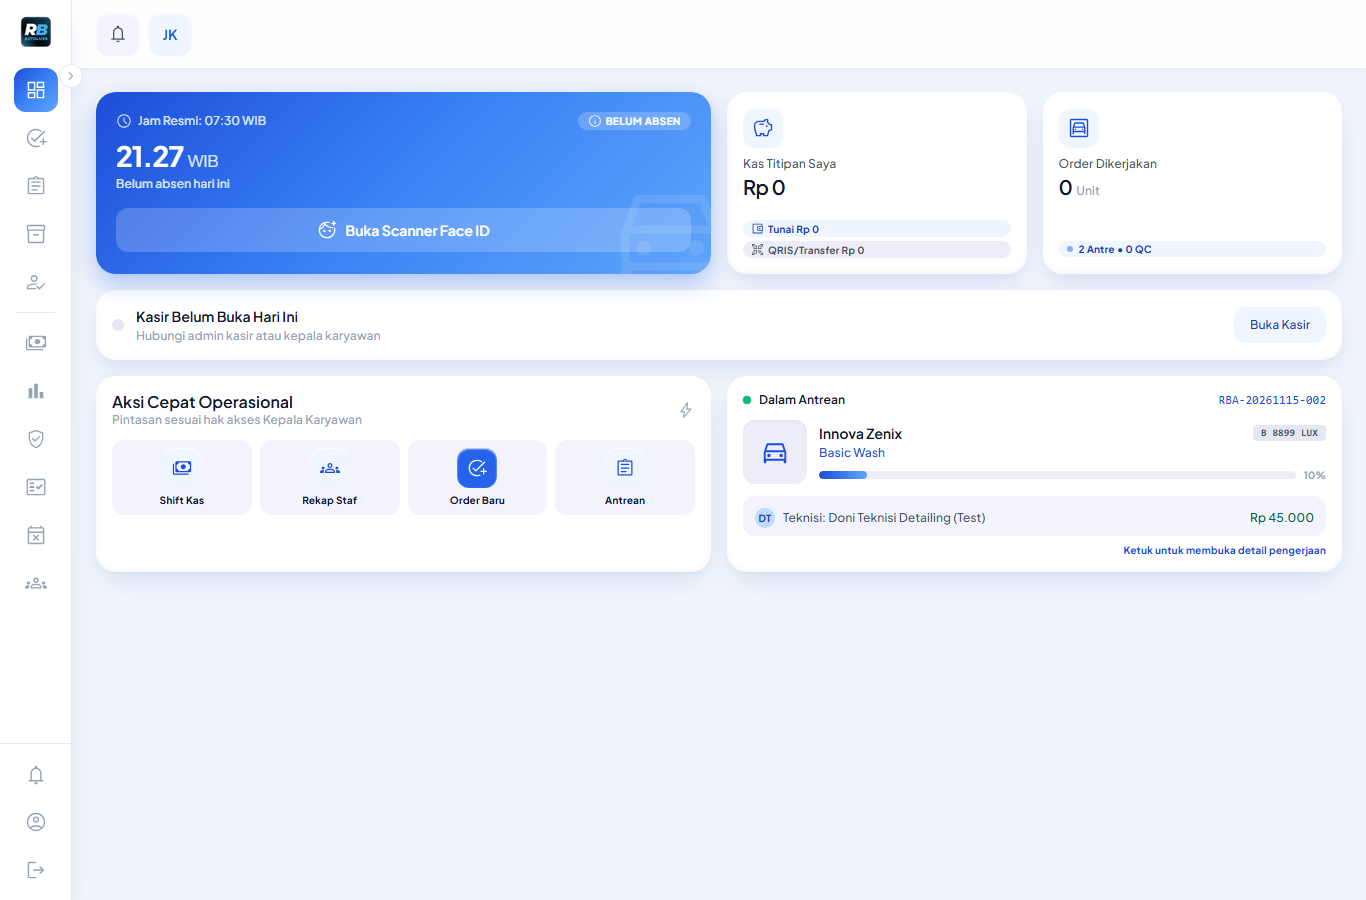 RB
JK
Jam Resmi: 07:30 WIB
BELUM ABSEN
21.27 WIB
Belum absen hari ini
Buka Scanner Face ID
Kas Titipan Saya
Rp 0
Tunai Rp 0
QRIS/Transfer Rp 0
Order Dikerjakan
0 Unit
2 Antre • 0 QC
Kasir Belum Buka Hari Ini
Hubungi admin kasir atau kepala karyawan
Buka Kasir
Aksi Cepat Operasional
Pintasan sesuai hak akses Kepala Karyawan
Shift Kas
Rekap Staf
Order Baru
Antrean
Dalam Antrean
RBA-20261115-002
Innova Zenix
B 8899 LUX
Basic Wash
10%
DT
Teknisi: Doni Teknisi Detailing (Test)
Rp 45.000
Ketuk untuk membuka detail pengerjaan